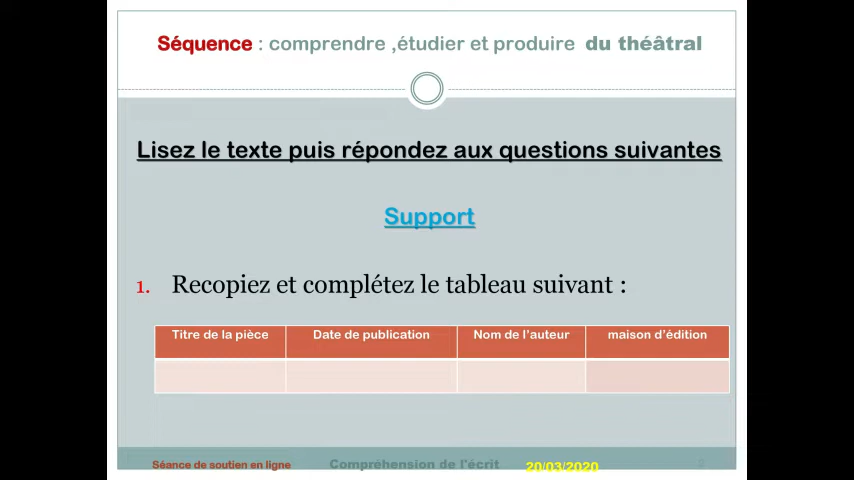 Séquence : comprendre ,étudier et produire du théâtral
Lisez le texte puis répondez aux questions suivantes
Support
1. Recopiez et complétez le tableau suivant :
Titre de la pièce Date de publication Nom de l'auteur maison d'édition
Séance de soutien en ligne Compréhension de l'écrit 20/03/2020